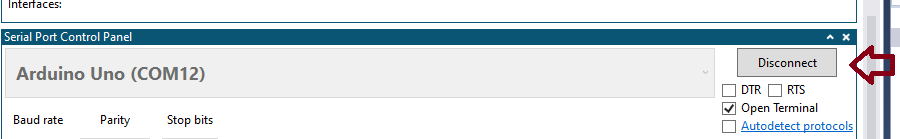 Interfaces:
Serial Port Control Panel
Arduino Uno (COM12)
Disconnect
DTR RTS
Open Terminal
Autodetect protocols
Baud rate Parity Stop bits